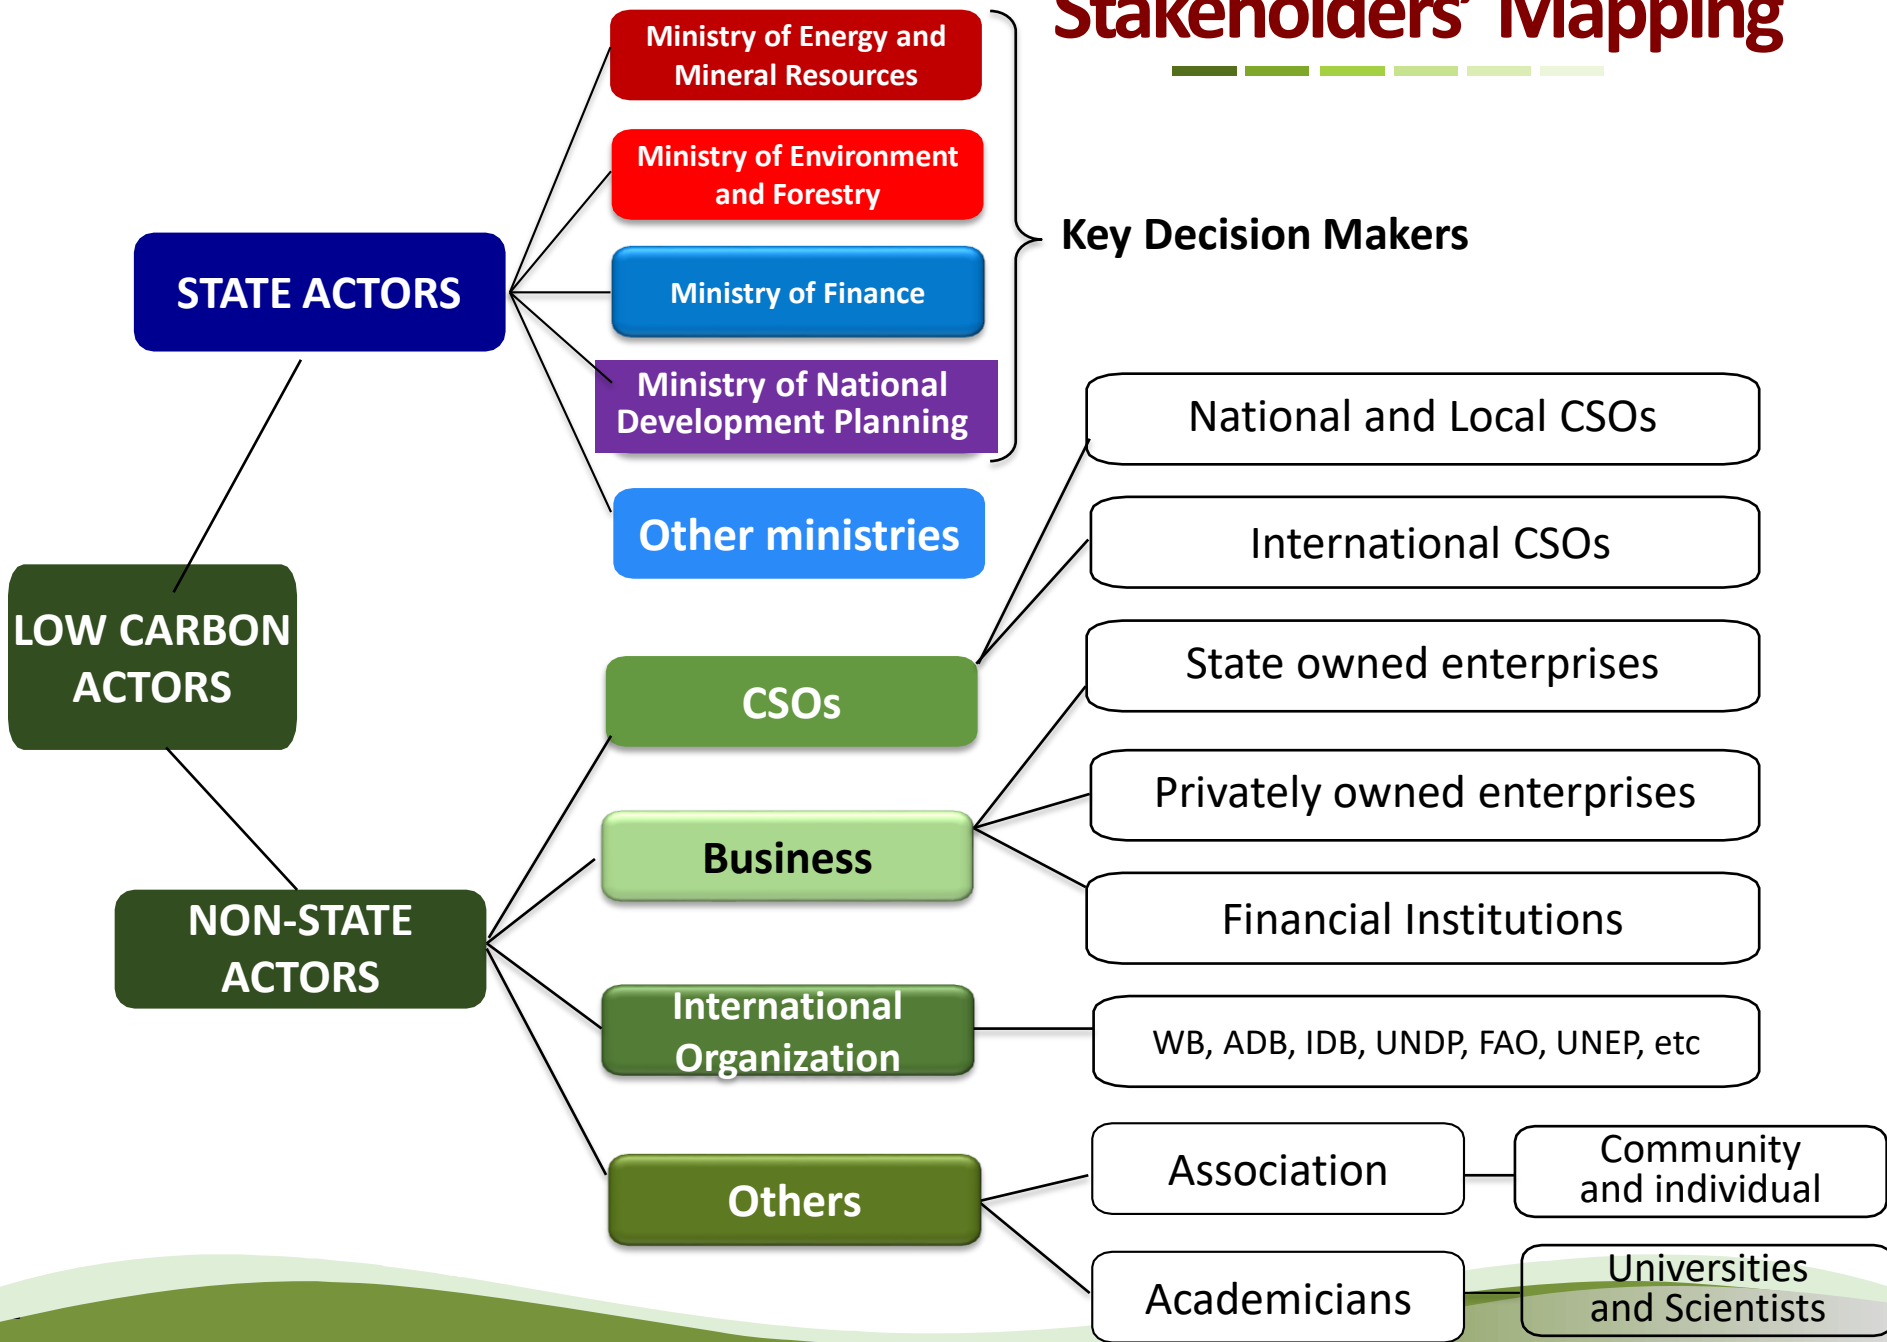 Stakeholders' Mapping
Ministry of Energy and
Mineral Resources
Ministry of Environment
and Forestry
Key Decision Makers
STATE ACTORS
Ministry of Finance
Ministry of National
Development Planning
Other ministries
LOW CARBON
ACTORS
National and Local CSOs
International CSOs
State owned enterprises
CSOs
Privately owned enterprises
Business
Financial Institutions
NON-STATE
ACTORS
International
Organization
WB, ADB, IDB, UNDP, FAO, UNEP, etc
Others
Association
Community
and individual
Academicians
Universities
and Scientists